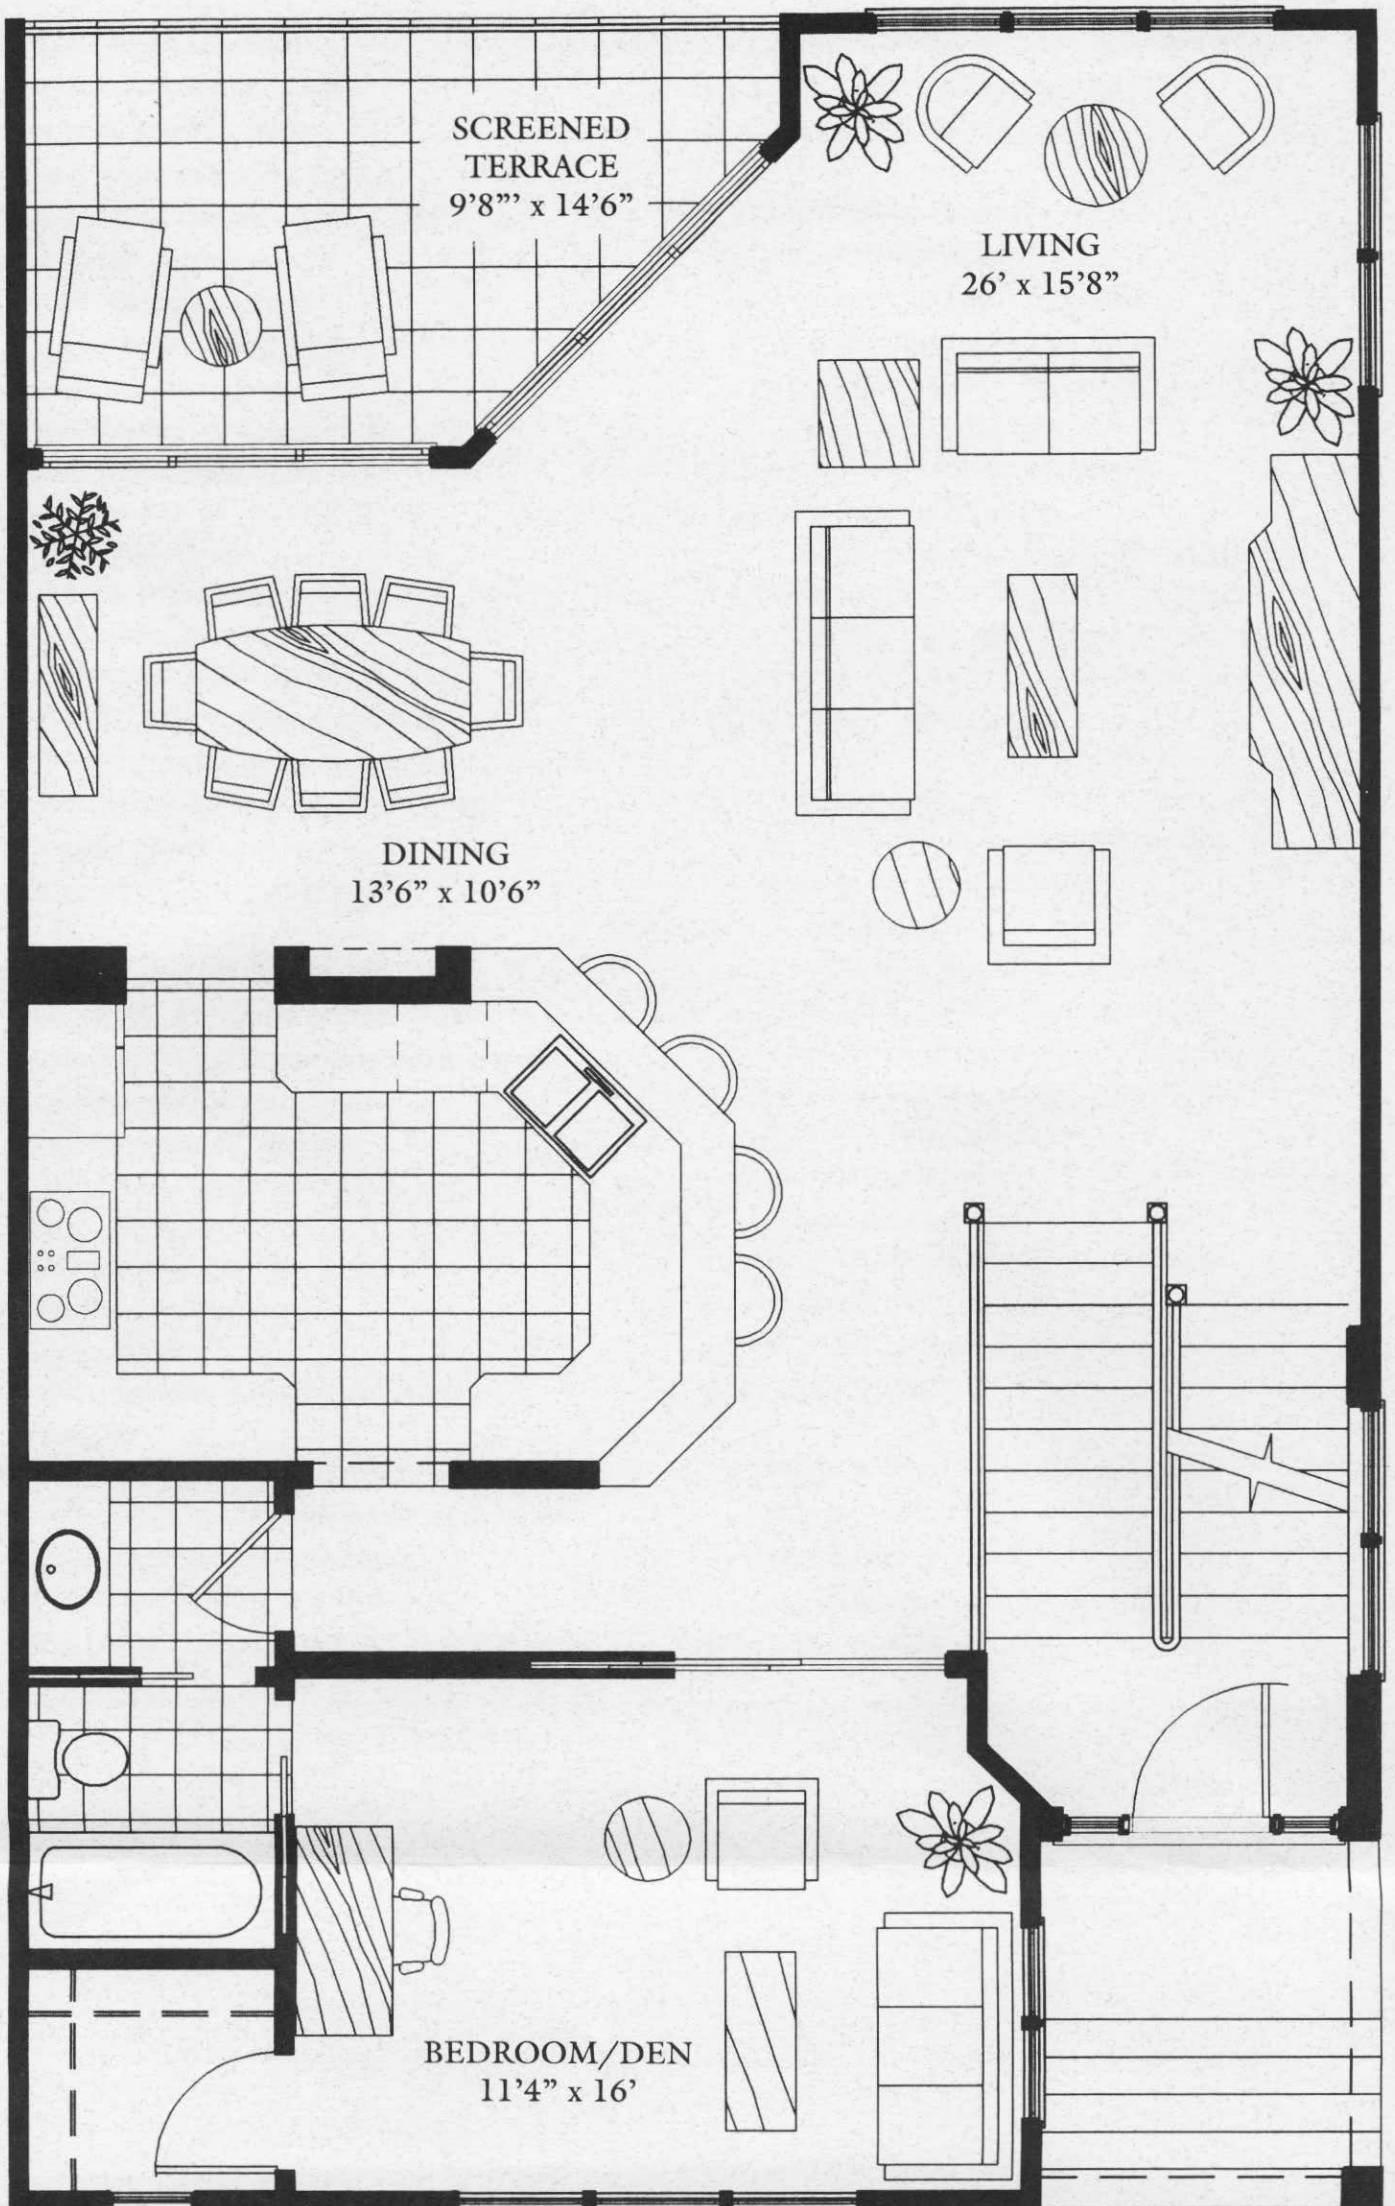 SCREENED
TERRACE
9'8"' x 14'6"
LIVING
26' x 15'8"
DINING
13'6" x 10'6"
BEDROOM/DEN
11'4" x 16'